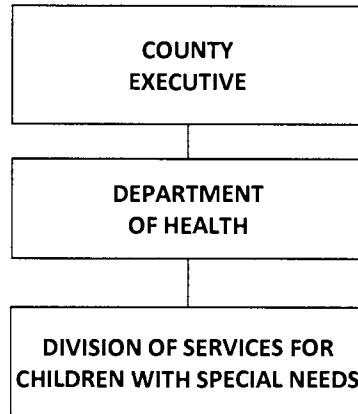 COUNTY
EXECUTIVE
DEPARTMENT
OF HEALTH
DIVISION OF SERVICES FOR
CHILDREN WITH SPECIAL NEEDS